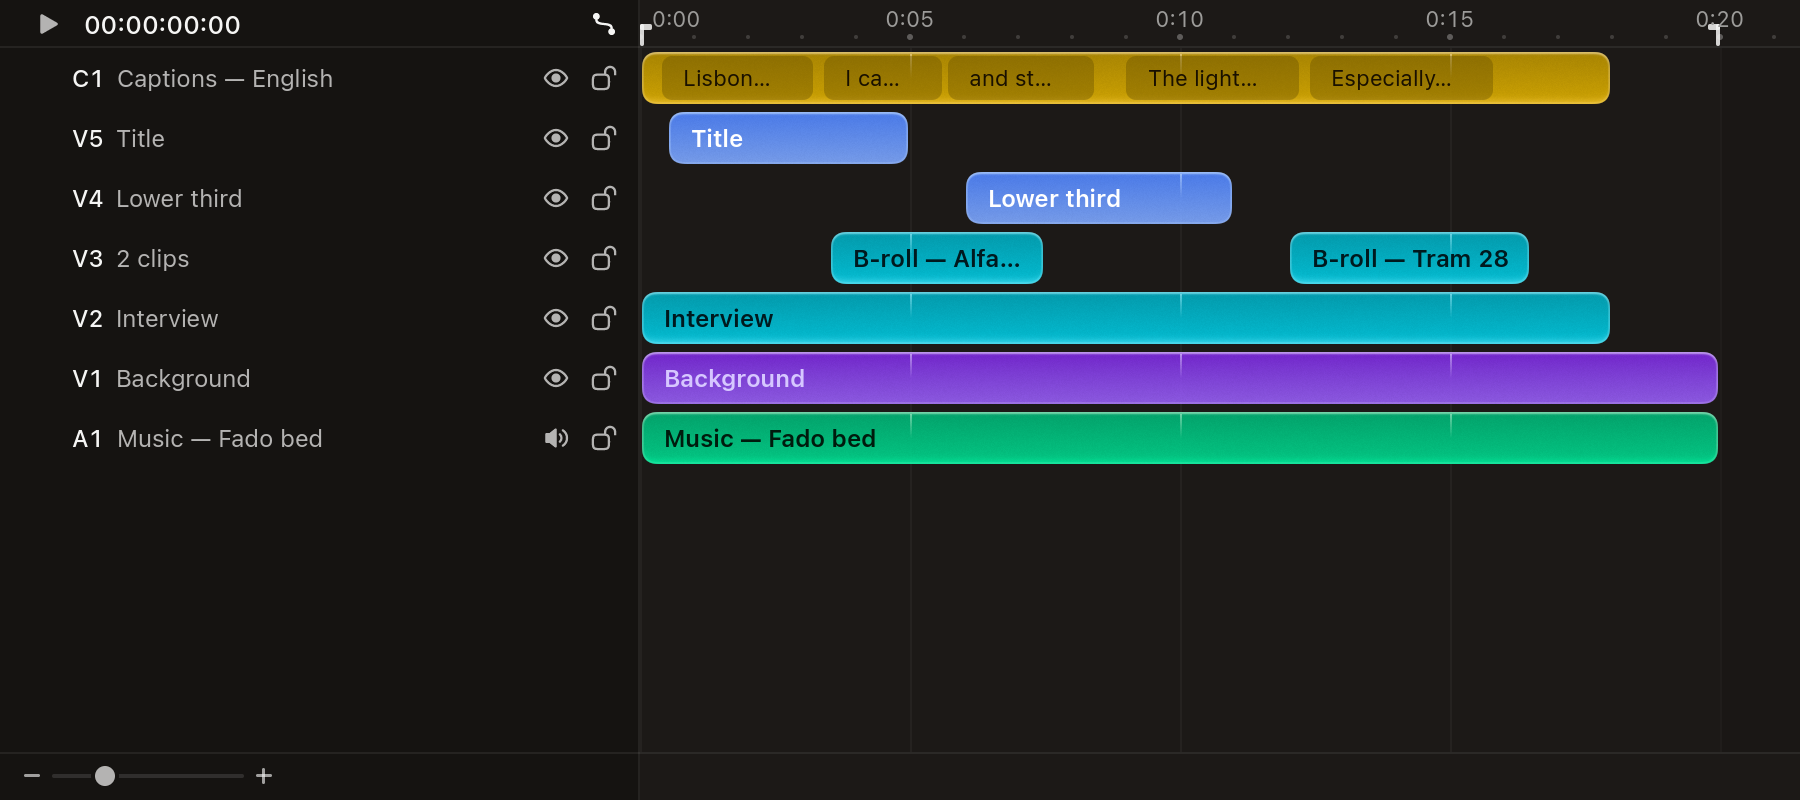 00:00:00:00
0:00 0:05 0:10 0:15 0:20
C1 Captions — English
Lisbon... I ca... and st... The light... Especially...
V5 Title
Title
V4 Lower third
Lower third
V3 2 clips
B-roll — Alfa... B-roll — Tram 28
V2 Interview
Interview
V1 Background
Background
A1 Music — Fado bed
Music — Fado bed